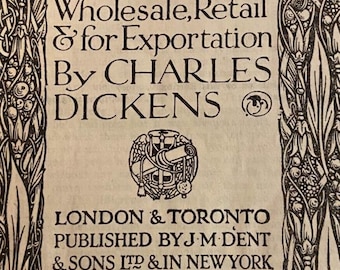 Wholesale, Retail
& for Exportation
By CHARLES
DICKENS
LONDON & TORONTO
PUBLISHED BY J·M·DENT
& SONS LTD & IN NEW YORK